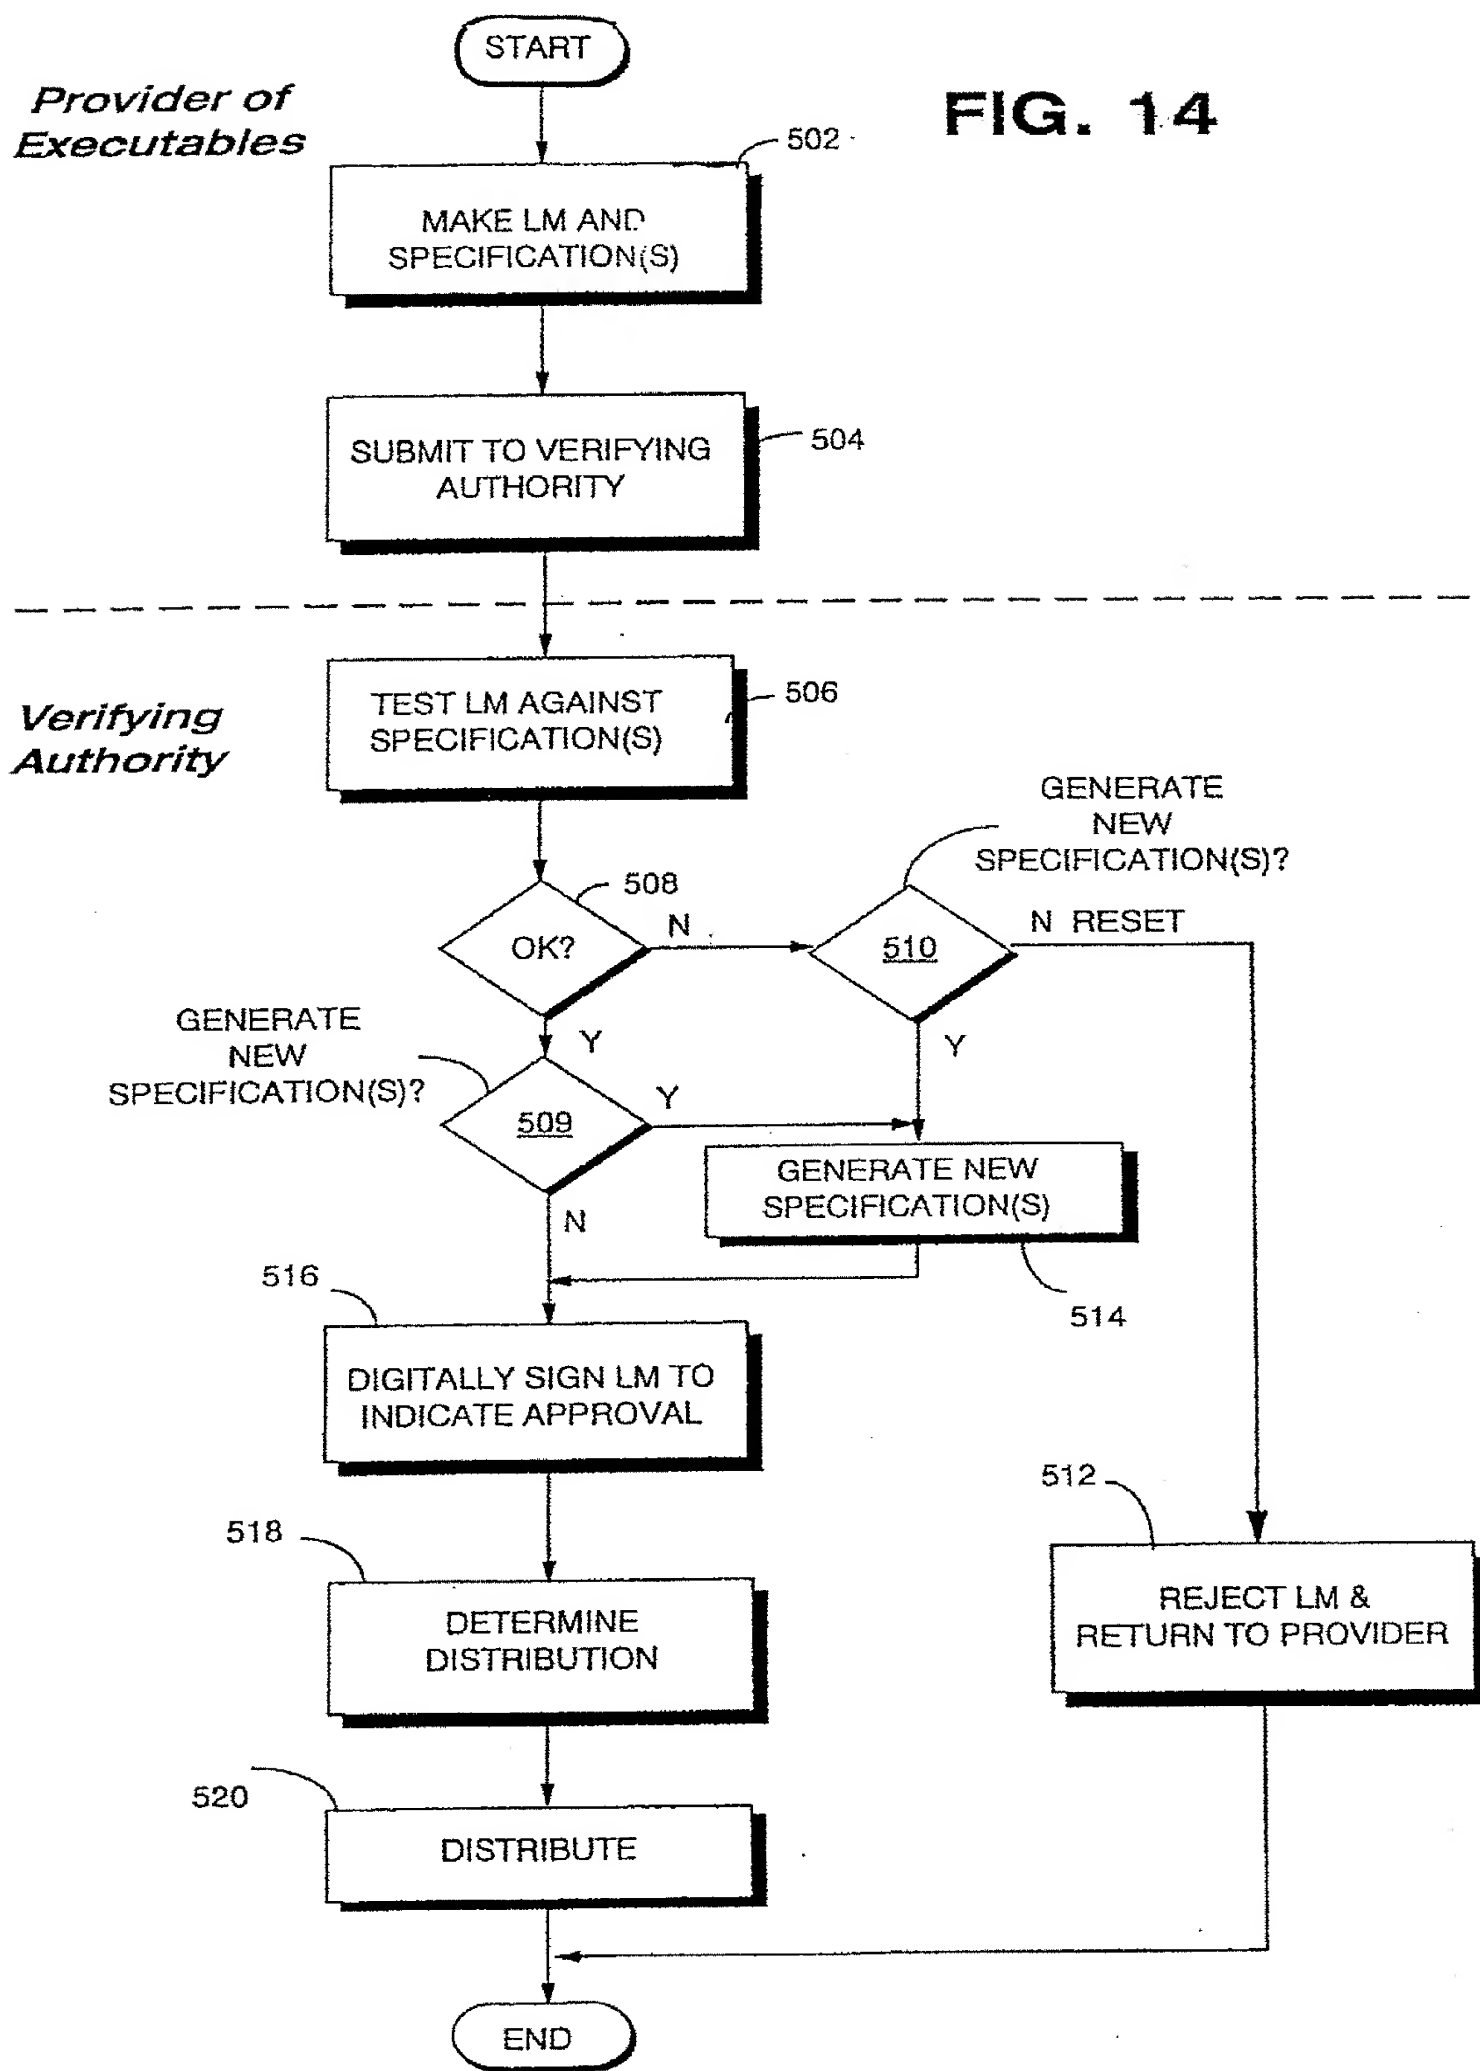 START
Provider of
Executables
FIG. 14
502
MAKE LM AND
SPECIFICATION(S)
504
SUBMIT TO VERIFYING
AUTHORITY
Verifying
Authority
506
TEST LM AGAINST
SPECIFICATION(S)
GENERATE
NEW
SPECIFICATION(S)?
508
OK?
N
510
N RESET
GENERATE
NEW
SPECIFICATION(S)?
Y
Y
509
Y
GENERATE NEW
SPECIFICATION(S)
N
516
514
DIGITALLY SIGN LM TO
INDICATE APPROVAL
512
518
REJECT LM &
RETURN TO PROVIDER
DETERMINE
DISTRIBUTION
520
DISTRIBUTE
END